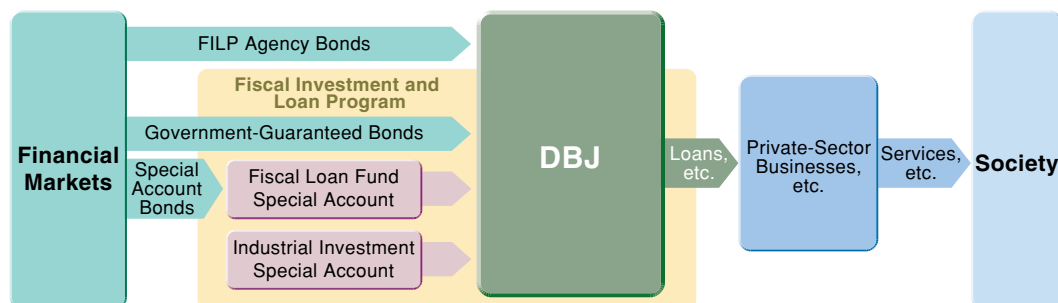 FILP Agency Bonds
Fiscal Investment and
Loan Program
Government-Guaranteed Bonds
Financial
Markets
Special
Account
Bonds
Fiscal Loan Fund
Special Account
Industrial Investment
Special Account
DBJ
Loans,
etc.
Private-Sector
Businesses,
etc.
Services,
etc.
Society